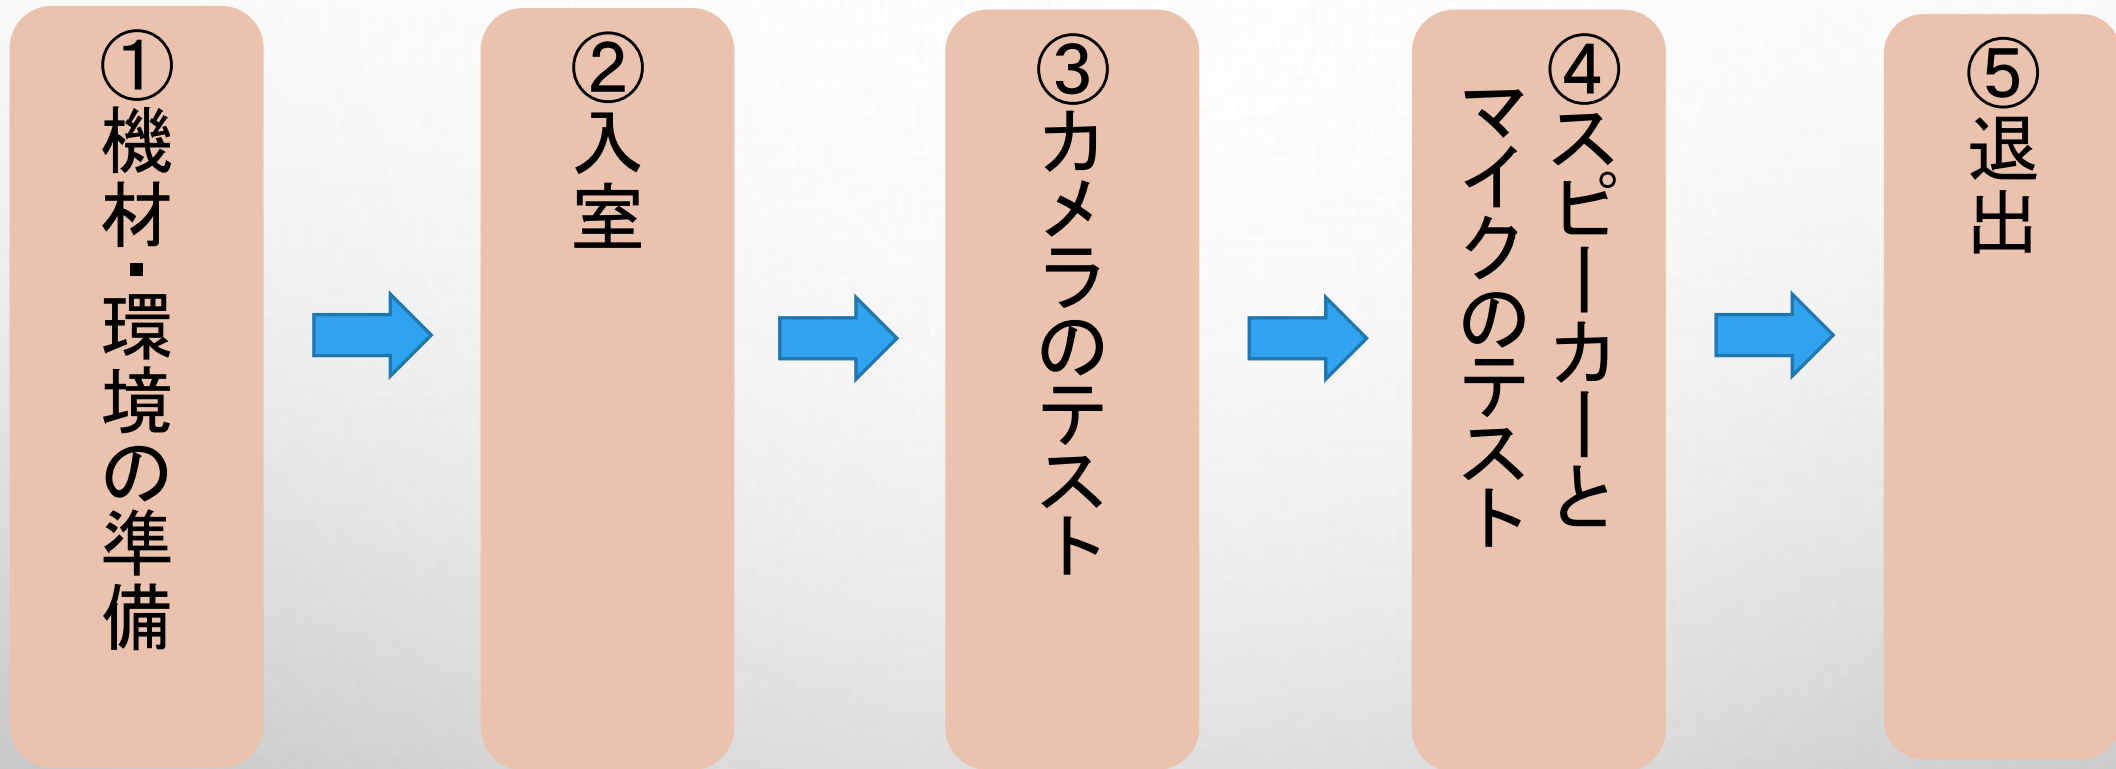 ①機材・環境の準備
②入室
③カメラのテスト
④スピーカーと
マイクのテスト
⑤退出